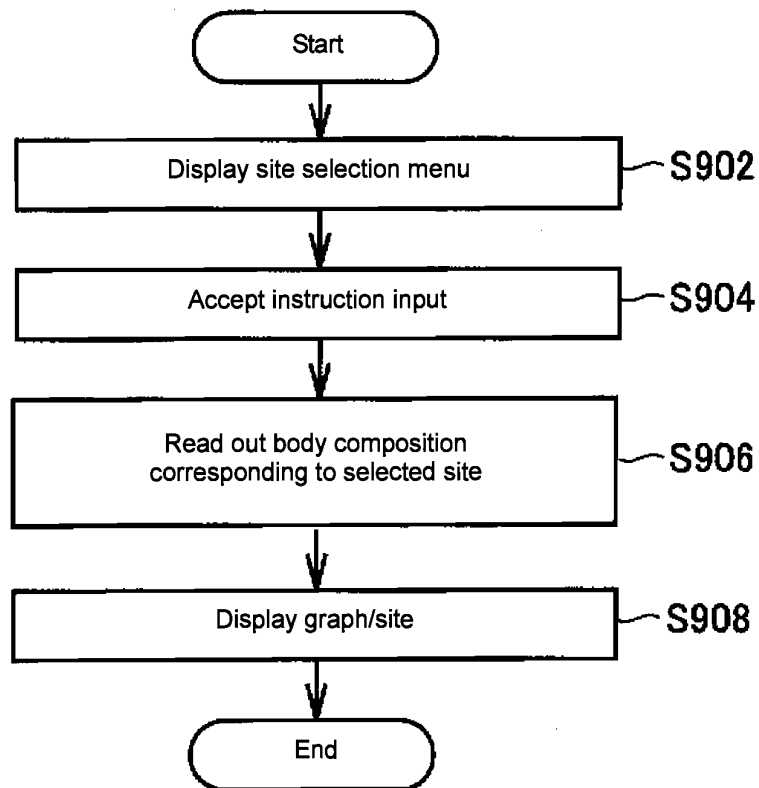 Start
Display site selection menu
S902
Accept instruction input
S904
Read out body composition
corresponding to selected site
S906
Display graph/site
S908
End